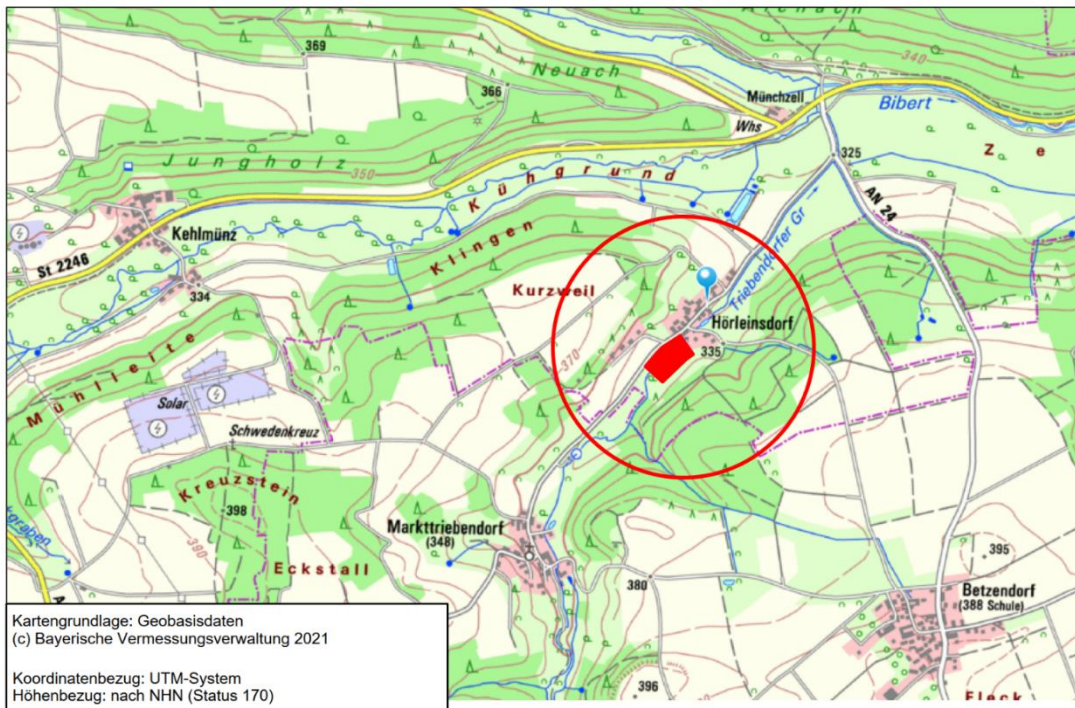 Archach
369
Neuach
340
366
Münchzell
Bibert
Whs
Jungholz
350
Kühgrund
325
Z e
AN 24
Kehlmünz
St 2246
Klingen
Triebendorfer Gr
334
Kurzweil
Hörleinsdorf
335
370
Mühlleite
Solar
Schwedenkreuz
Kreuzstein
398
390
Markttriebendorf
(348)
395
Eckstall
380
Betzendorf
(388 Schule)
396
Fleck
Kartengrundlage: Geobasisdaten
(c) Bayerische Vermessungsverwaltung 2021
Koordinatenbezug: UTM-System
Höhenbezug: nach NHN (Status 170)